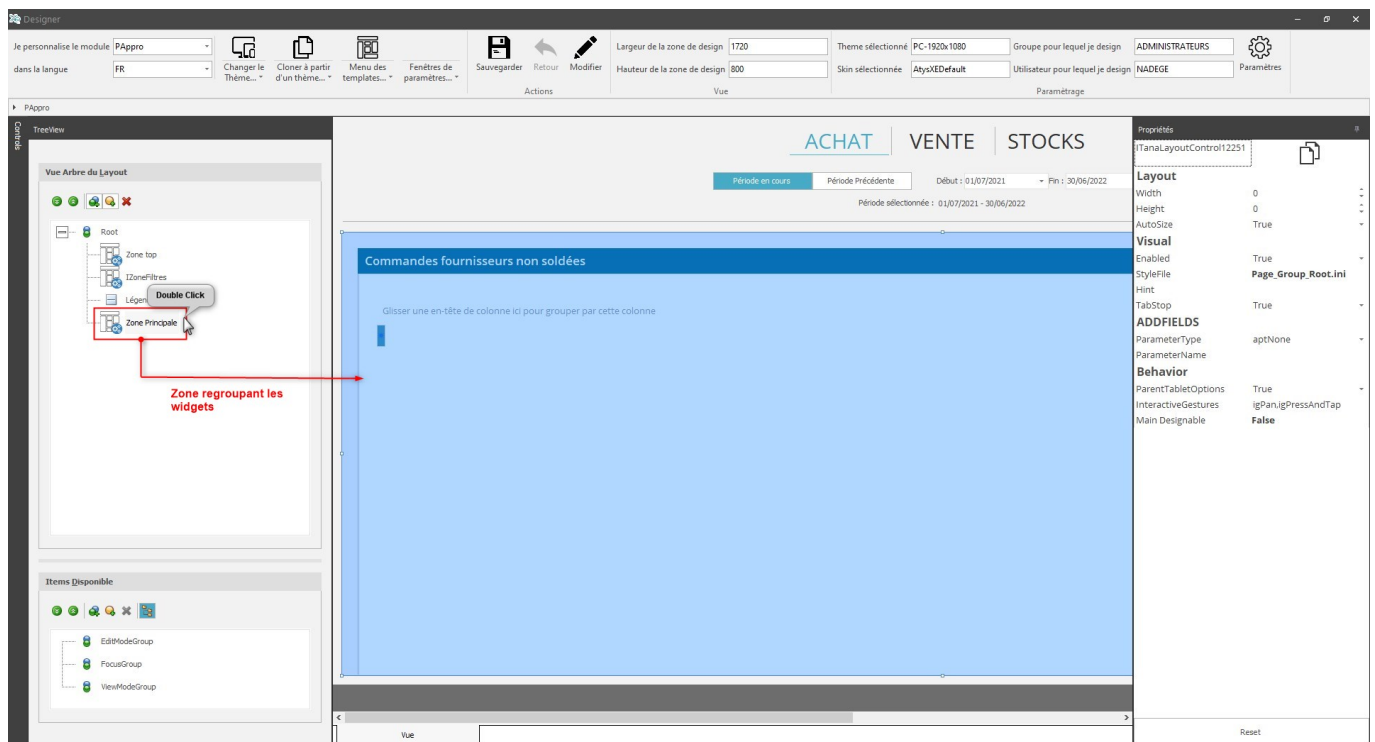 Designer
Je personnalise le module PAppro
dans la langue FR
Changer le Thème...
Cloner à partir d'un thème...
Menu des templates...
Fenêtres de paramètres...
Sauvegarder Retour Modifier
Actions
Largeur de la zone de design 1720
Hauteur de la zone de design 800
Vue
Theme sélectionné PC-1920x1080
Skin sélectionnée AtysXEDefault
Groupe pour lequel je design ADMINISTRATEURS
Utilisateur pour lequel je design NADEGE
Paramétrage
Paramètres
PAppro
Controls
TreeView
Vue Arbre du Layout
Root
Zone top
IZoneFiltres
Légen
Double Click
Zone Principale
Zone regroupant les
widgets
Items Disponible
EditModeGroup
FocusGroup
ViewModeGroup
ACHAT VENTE STOCKS
Période en cours Période Précédente Début : 01/07/2021 Fin : 30/06/2022
Période sélectionnée : 01/07/2021 - 30/06/2022
Commandes fournisseurs non soldées
Glisser une en-tête de colonne ici pour grouper par cette colonne
Vue
Propriétés
ITanaLayoutControl12251
Layout
Width 0
Height 0
AutoSize True
Visual
Enabled True
StyleFile Page_Group_Root.ini
Hint
TabStop True
ADDFIELDS
ParameterType aptNone
ParameterName
Behavior
ParentTabletOptions True
InteractiveGestures igPan,igPressAndTap
Main Designable False
Reset